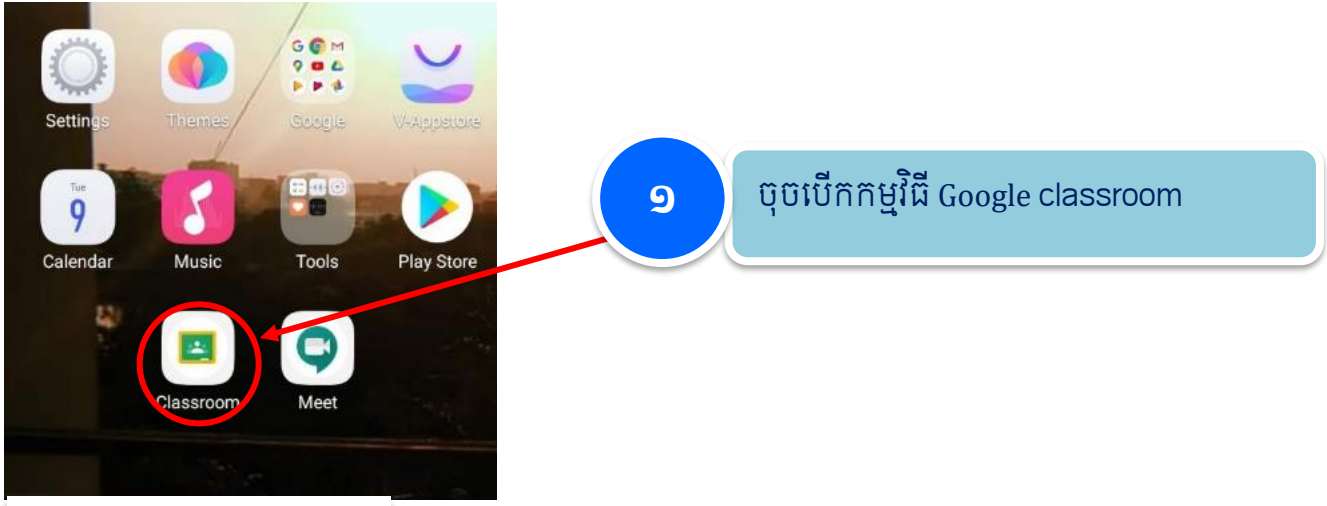 Settings Themes Google V-Appstore
Tue
9
Calendar Music Tools Play Store
Classroom Meet
១
ចុចបើកកម្មវិធី Google classroom